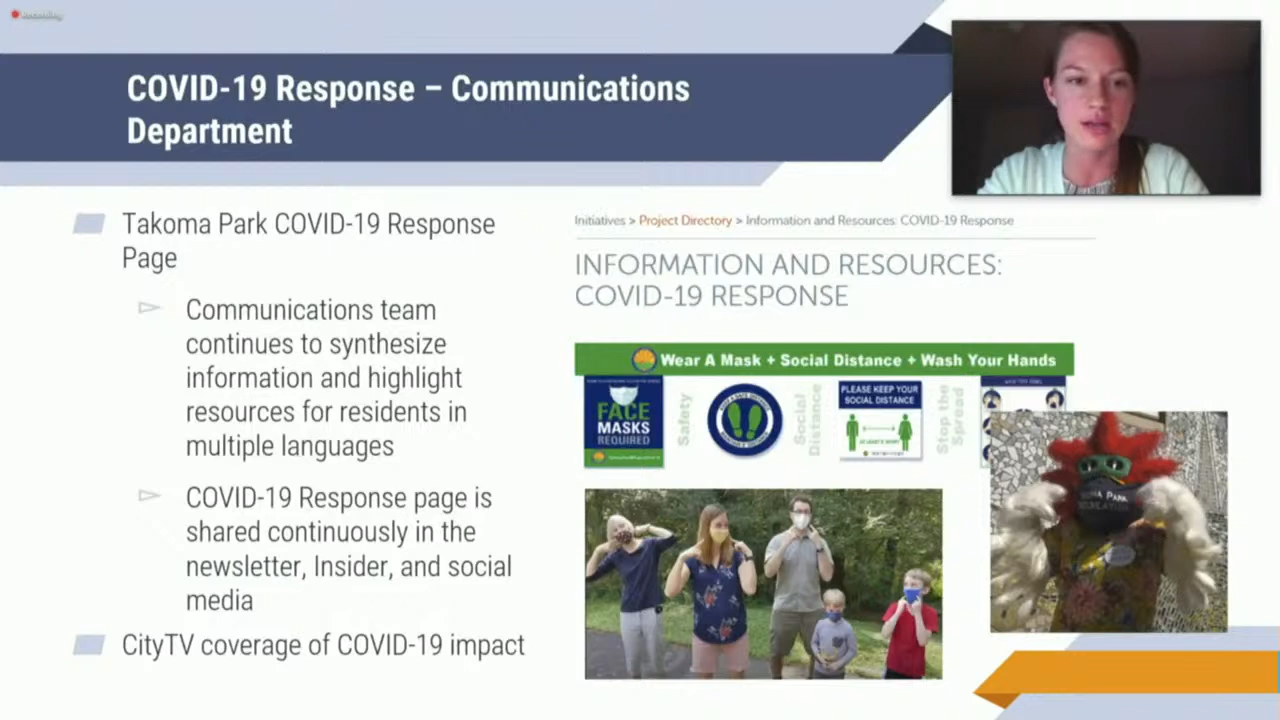 Recording
COVID-19 Response – Communications
Department
Takoma Park COVID-19 Response
Page
Communications team
continues to synthesize
information and highlight
resources for residents in
multiple languages
COVID-19 Response page is
shared continuously in the
newsletter, Insider, and social
media
CityTV coverage of COVID-19 impact
Initiatives > Project Directory > Information and Resources: COVID-19 Response
INFORMATION AND RESOURCES:
COVID-19 RESPONSE
Wear A Mask + Social Distance + Wash Your Hands
FACE
MASKS
REQUIRED
Safety
Social
Distance
PLEASE KEEP YOUR
SOCIAL DISTANCE
Stop the
Spread
PARK